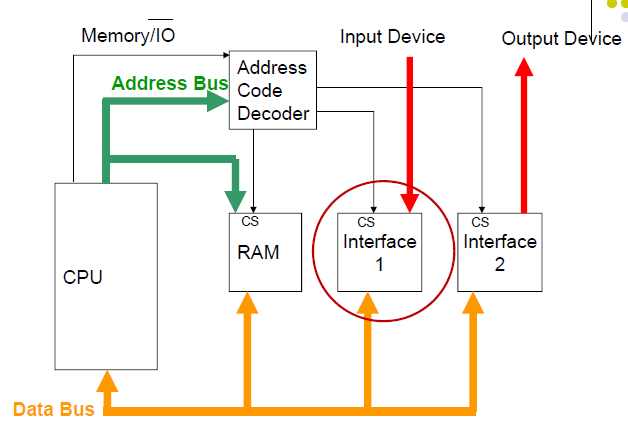 Memory/IO
Input Device
Output Device
Address Bus
Address
Code
Decoder
CS
RAM
CS
Interface
1
CS
Interface
2
CPU
Data Bus